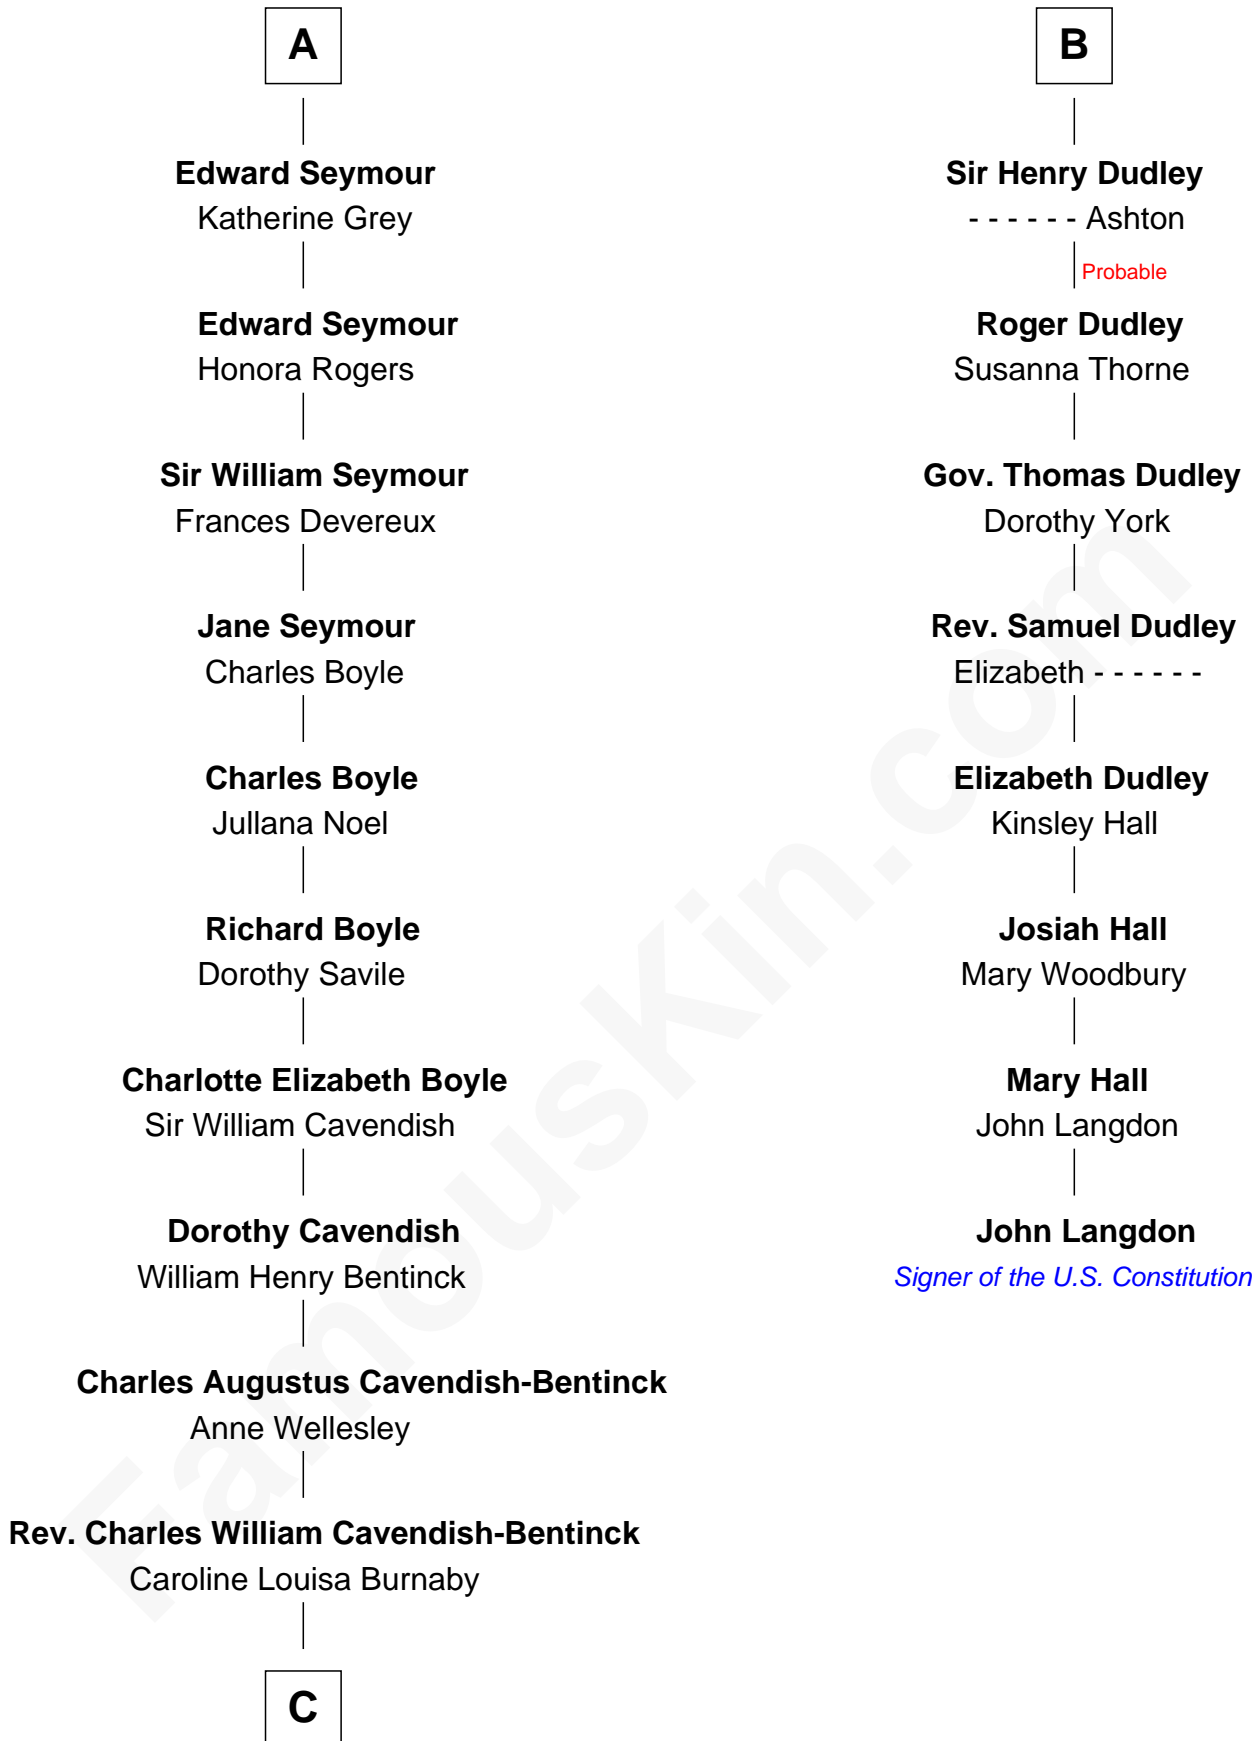 A
Edward Seymour
Katherine Grey
Edward Seymour
Honora Rogers
Sir William Seymour
Frances Devereux
Jane Seymour
Charles Boyle
Charles Boyle
Jullana Noel
Richard Boyle
Dorothy Savile
Charlotte Elizabeth Boyle
Sir William Cavendish
Dorothy Cavendish
William Henry Bentinck
Charles Augustus Cavendish-Bentinck
Anne Wellesley
Rev. Charles William Cavendish-Bentinck
Caroline Louisa Burnaby
C
B
Sir Henry Dudley
- - - - - - Ashton
Probable
Roger Dudley
Susanna Thorne
Gov. Thomas Dudley
Dorothy York
Rev. Samuel Dudley
Elizabeth - - - - - -
Elizabeth Dudley
Kinsley Hall
Josiah Hall
Mary Woodbury
Mary Hall
John Langdon
John Langdon
Signer of the U.S. Constitution
FamousKin.com